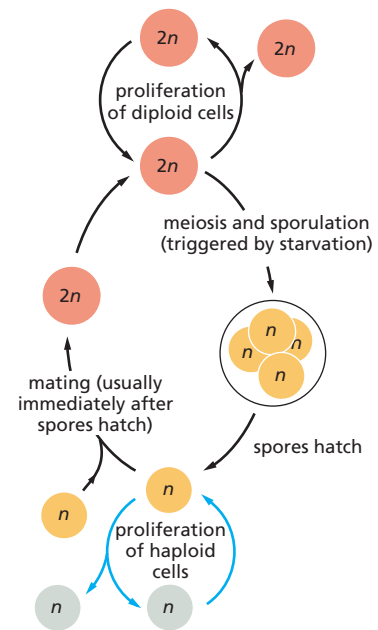 2n
2n
proliferation
of diploid cells
2n
meiosis and sporulation
(triggered by starvation)
2n
n
n
n
n
mating (usually
immediately after
spores hatch)
spores hatch
n
n
proliferation
of haploid
cells
n
n